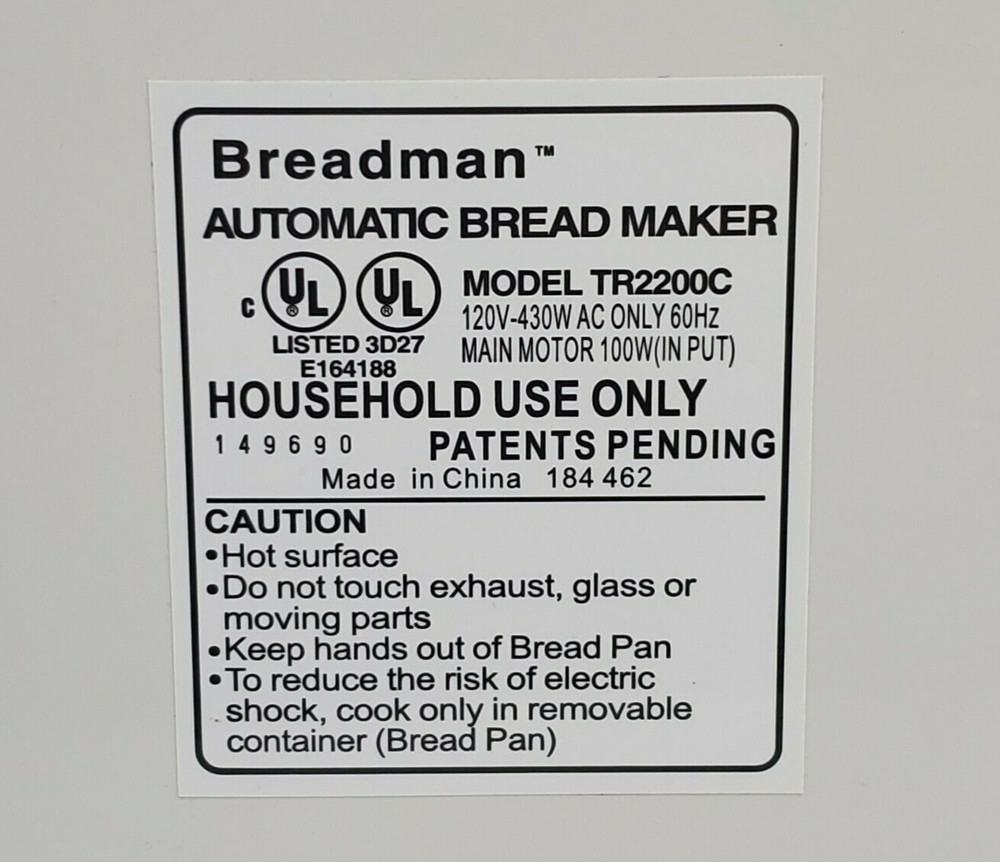 Breadman™
AUTOMATIC BREAD MAKER
C UL® UL® MODEL TR2200C
120V-430W AC ONLY 60Hz
LISTED 3D27 MAIN MOTOR 100W(IN PUT)
E164188
HOUSEHOLD USE ONLY
149690 PATENTS PENDING
Made in China 184 462
CAUTION
•Hot surface
•Do not touch exhaust, glass or
moving parts
•Keep hands out of Bread Pan
•To reduce the risk of electric
shock, cook only in removable
container (Bread Pan)